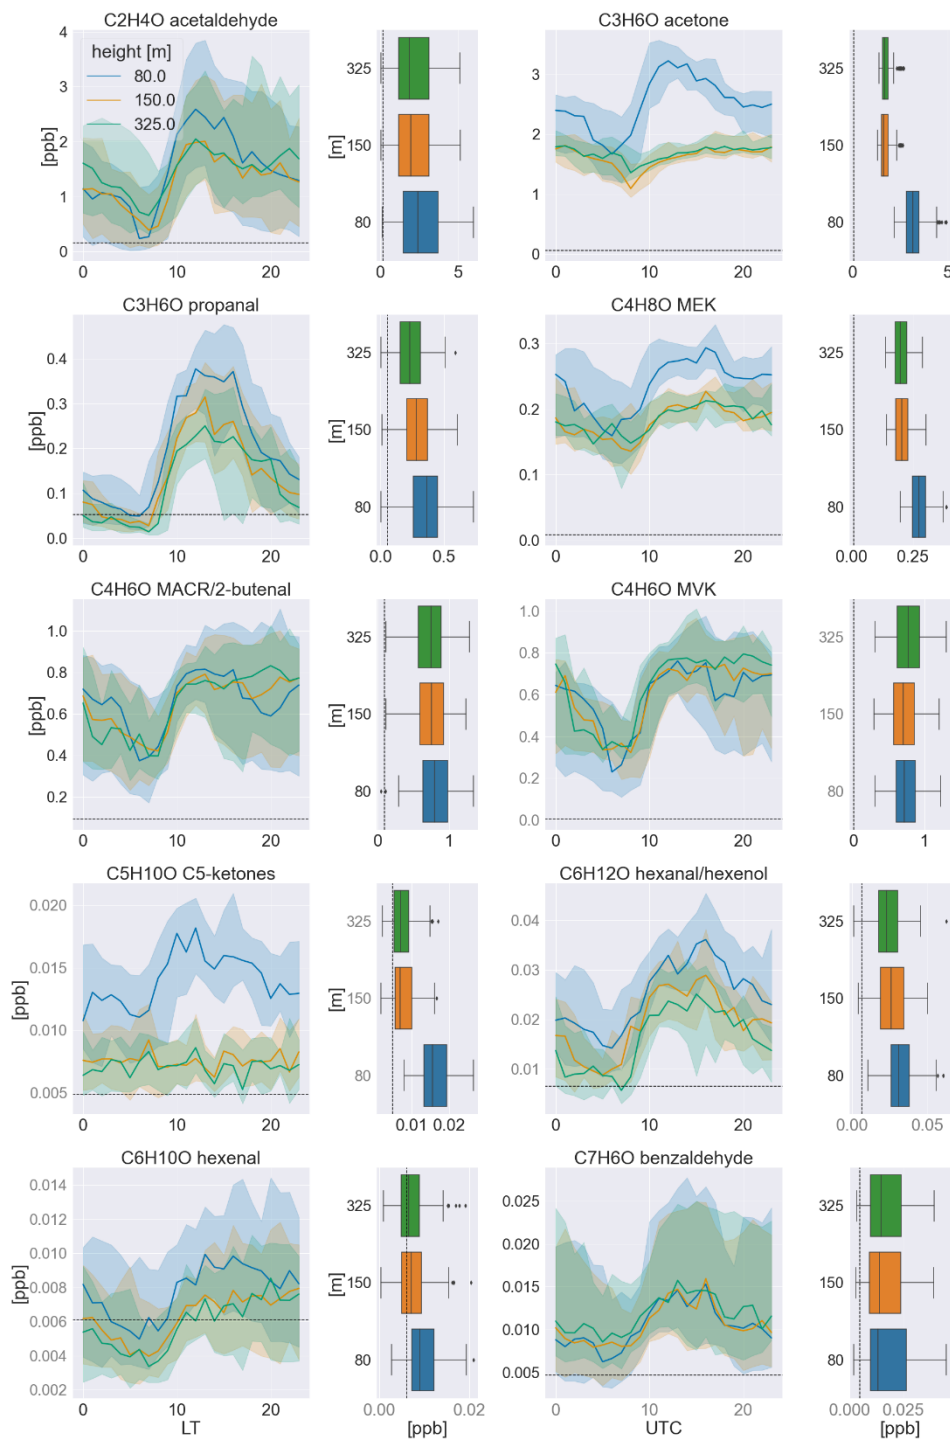 C2H4O acetaldehyde
C3H6O acetone
4
3
2
1
0
[ppb]
height [m]
80.0
150.0
325.0
0 10 20
325
150
80
[m]
0 5
3
2
1
0
0 10 20
325
150
80
0 5
C3H6O propanal
C4H8O MEK
0.4
0.3
0.2
0.1
0.0
[ppb]
0 10 20
325
150
80
[m]
0.0 0.5
0.3
0.2
0.1
0.0
0 10 20
325
150
80
0.00 0.25
C4H6O MACR/2-butenal
C4H6O MVK
1.0
0.8
0.6
0.4
0.2
[ppb]
0 10 20
325
150
80
[m]
0 1
1.0
0.8
0.6
0.4
0.2
0.0
0 10 20
325
150
80
0 1
C5H10O C5-ketones
C6H12O hexanal/hexenol
0.020
0.015
0.010
0.005
[ppb]
0 10 20
325
150
80
[m]
0.01 0.02
0.04
0.03
0.02
0.01
0 10 20
325
150
80
0.00 0.05
C6H10O hexenal
C7H6O benzaldehyde
0.014
0.012
0.010
0.008
0.006
0.004
0.002
[ppb]
0 10 20
LT
325
150
80
[m]
0.00 0.02
[ppb]
0.025
0.020
0.015
0.010
0.005
0 10 20
UTC
325
150
80
0.000 0.025
[ppb]